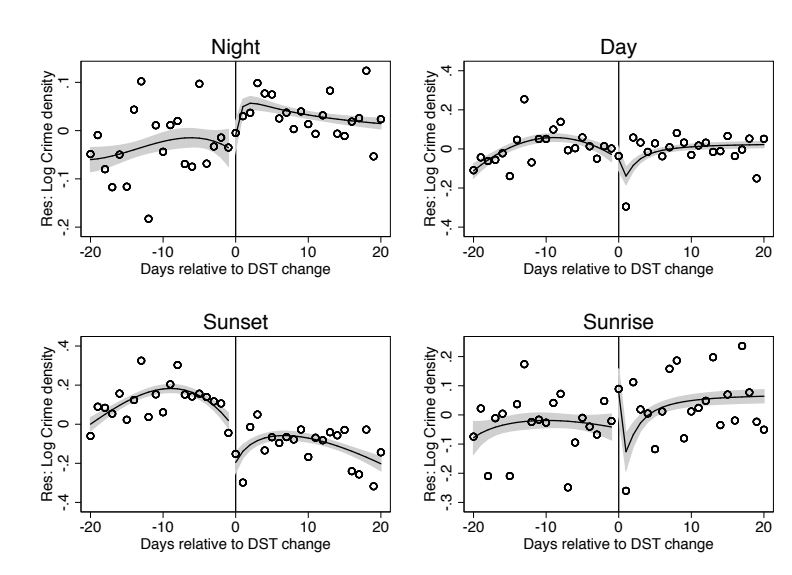 Night
Res: Log Crime density
.1
0
-.1
-.2
-20 -10 0 10 20
Days relative to DST change
Day
Res: Log Crime density
.4
.2
0
-.2
-.4
-20 -10 0 10 20
Days relative to DST change
Sunset
Res: Log Crime density
.4
.2
0
-.2
-.4
-20 -10 0 10 20
Days relative to DST change
Sunrise
Res: Log Crime density
.2
.1
0
-.1
-.2
-.3
-20 -10 0 10 20
Days relative to DST change